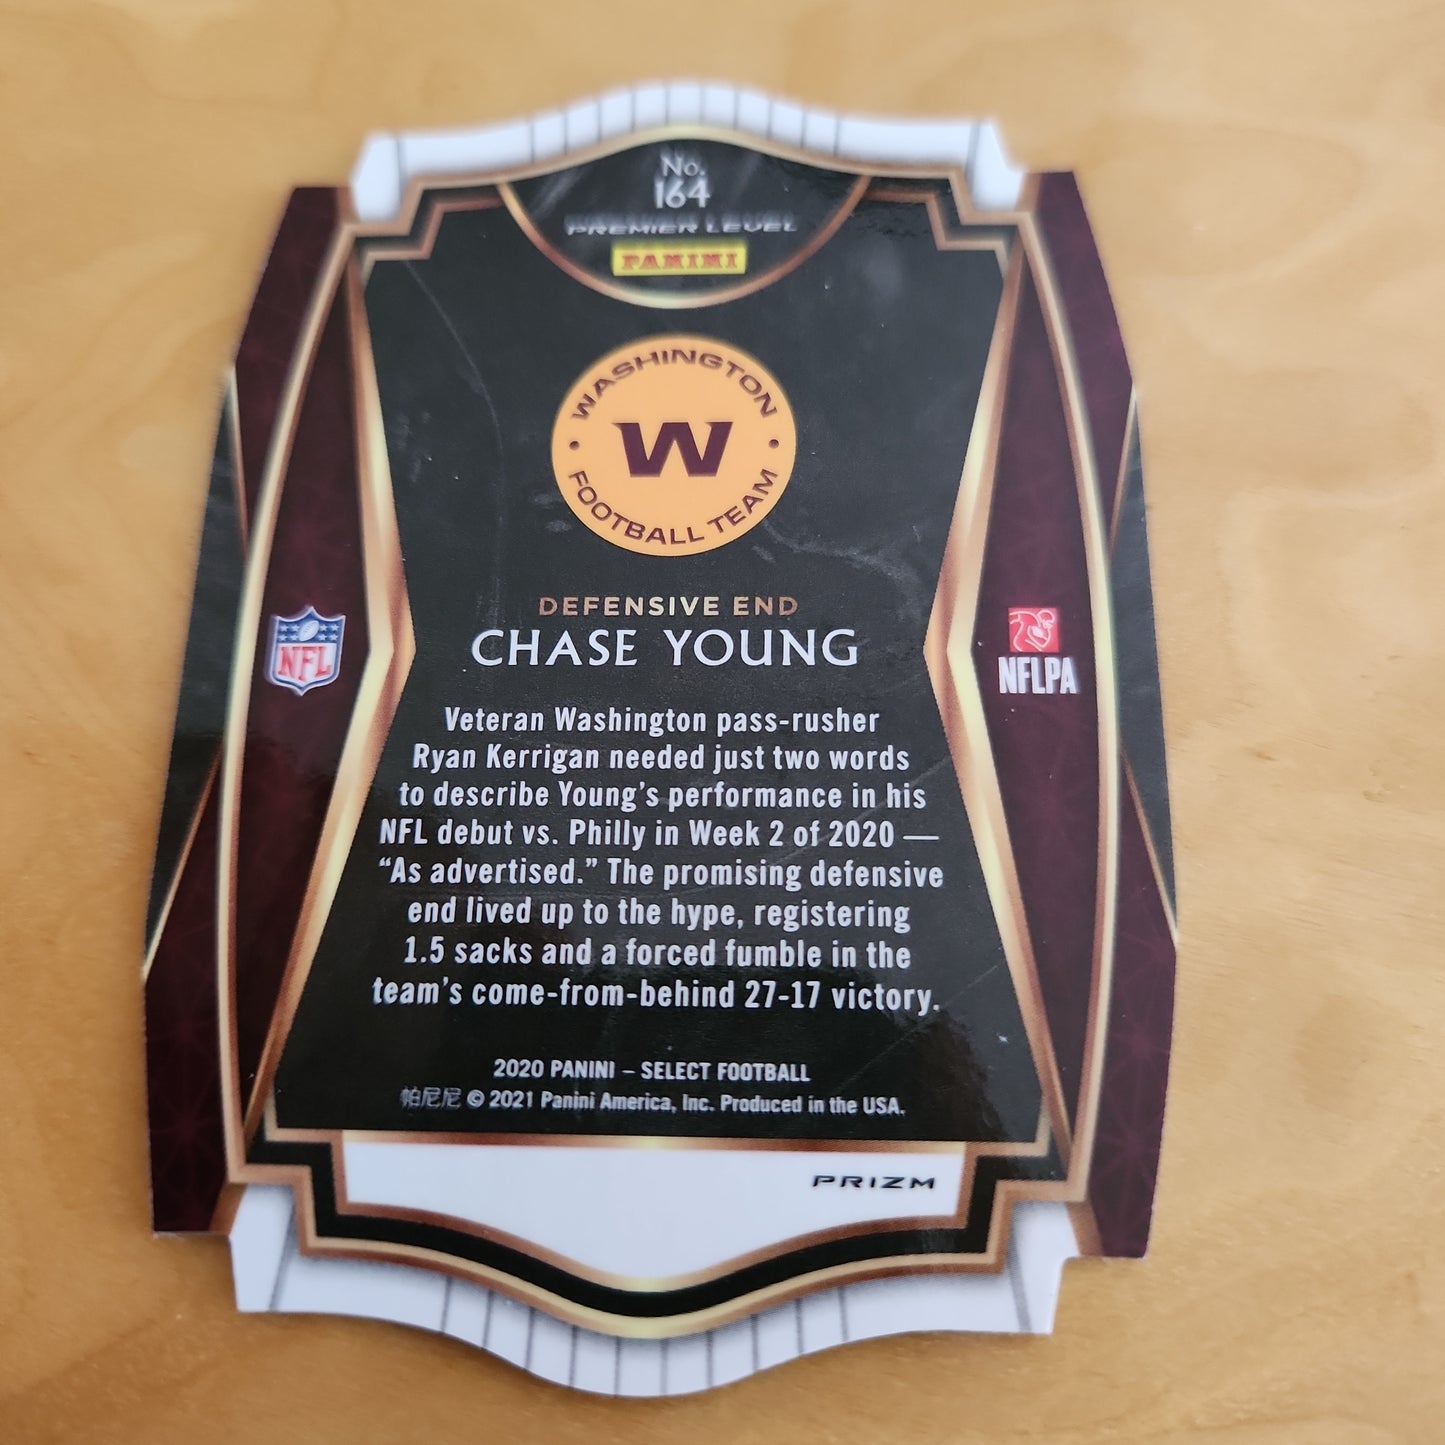 No.
164
PREMIER LEVEL
PANINI
WASHINGTON
W
FOOTBALL TEAM
DEFENSIVE END
CHASE YOUNG
NFL
NFLPA
Veteran Washington pass-rusher
Ryan Kerrigan needed just two words
to describe Young's performance in his
NFL debut vs. Philly in Week 2 of 2020 —
“As advertised.” The promising defensive
end lived up to the hype, registering
1.5 sacks and a forced fumble in the
team's come-from-behind 27-17 victory.
2020 PANINI – SELECT FOOTBALL
帕尼尼 © 2021 Panini America, Inc. Produced in the USA.
PRIZM